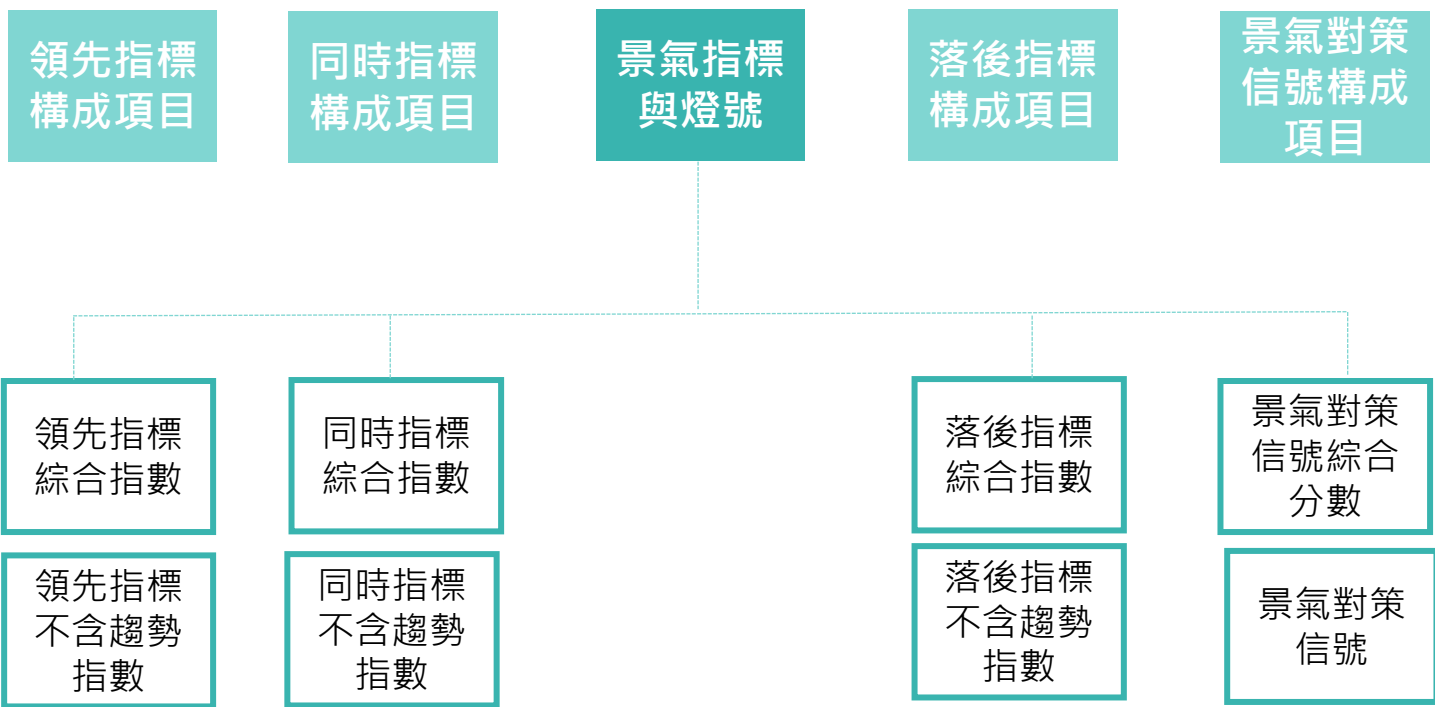 領先指標
構成項目
同時指標
構成項目
景氣指標
與燈號
落後指標
構成項目
景氣對策
信號構成
項目
領先指標
綜合指數
同時指標
綜合指數
落後指標
綜合指數
景氣對策
信號綜合
分數
領先指標
不含趨勢
指數
同時指標
不含趨勢
指數
落後指標
不含趨勢
指數
景氣對策
信號